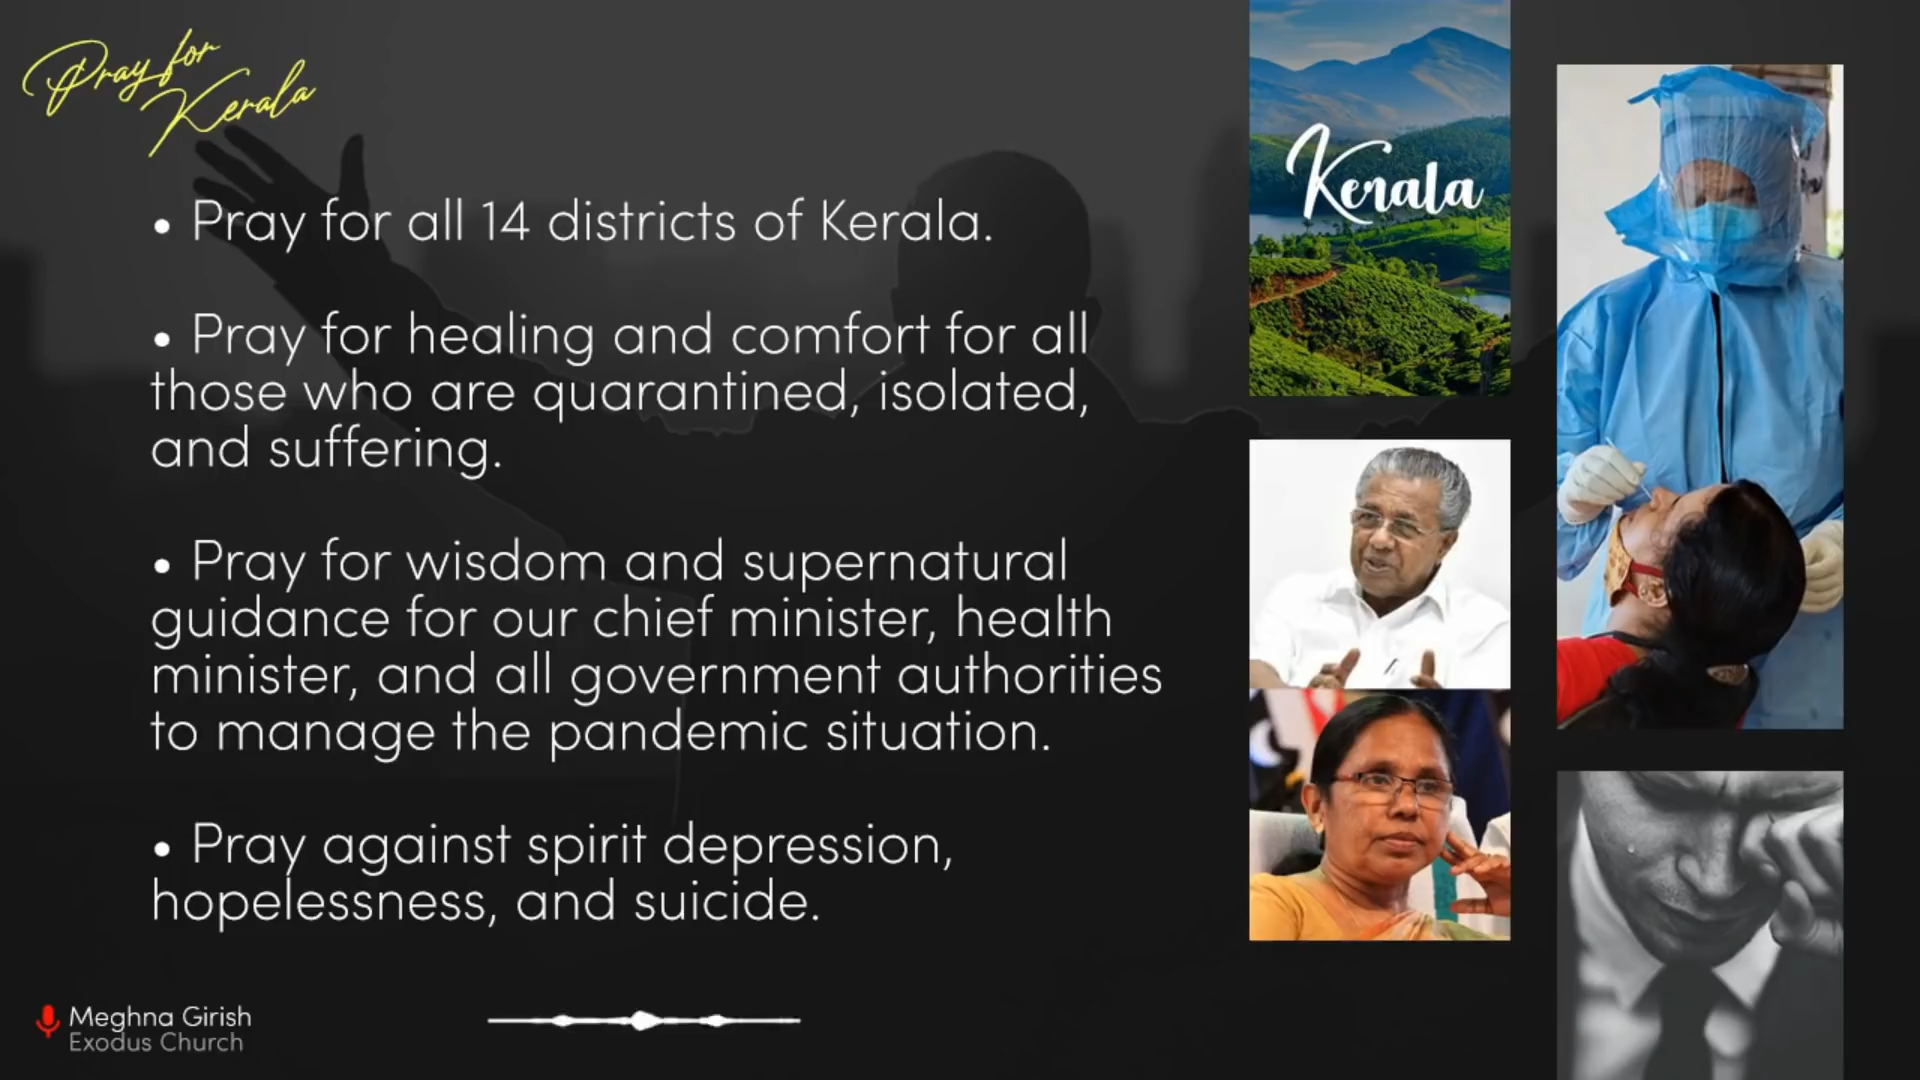 Pray for
Kerala
• Pray for all 14 districts of Kerala.
• Pray for healing and comfort for all
those who are quarantined, isolated,
and suffering.
• Pray for wisdom and supernatural
guidance for our chief minister, health
minister, and all government authorities
to manage the pandemic situation.
• Pray against spirit depression,
hopelessness, and suicide.
Kerala
Meghna Girish
Exodus Church